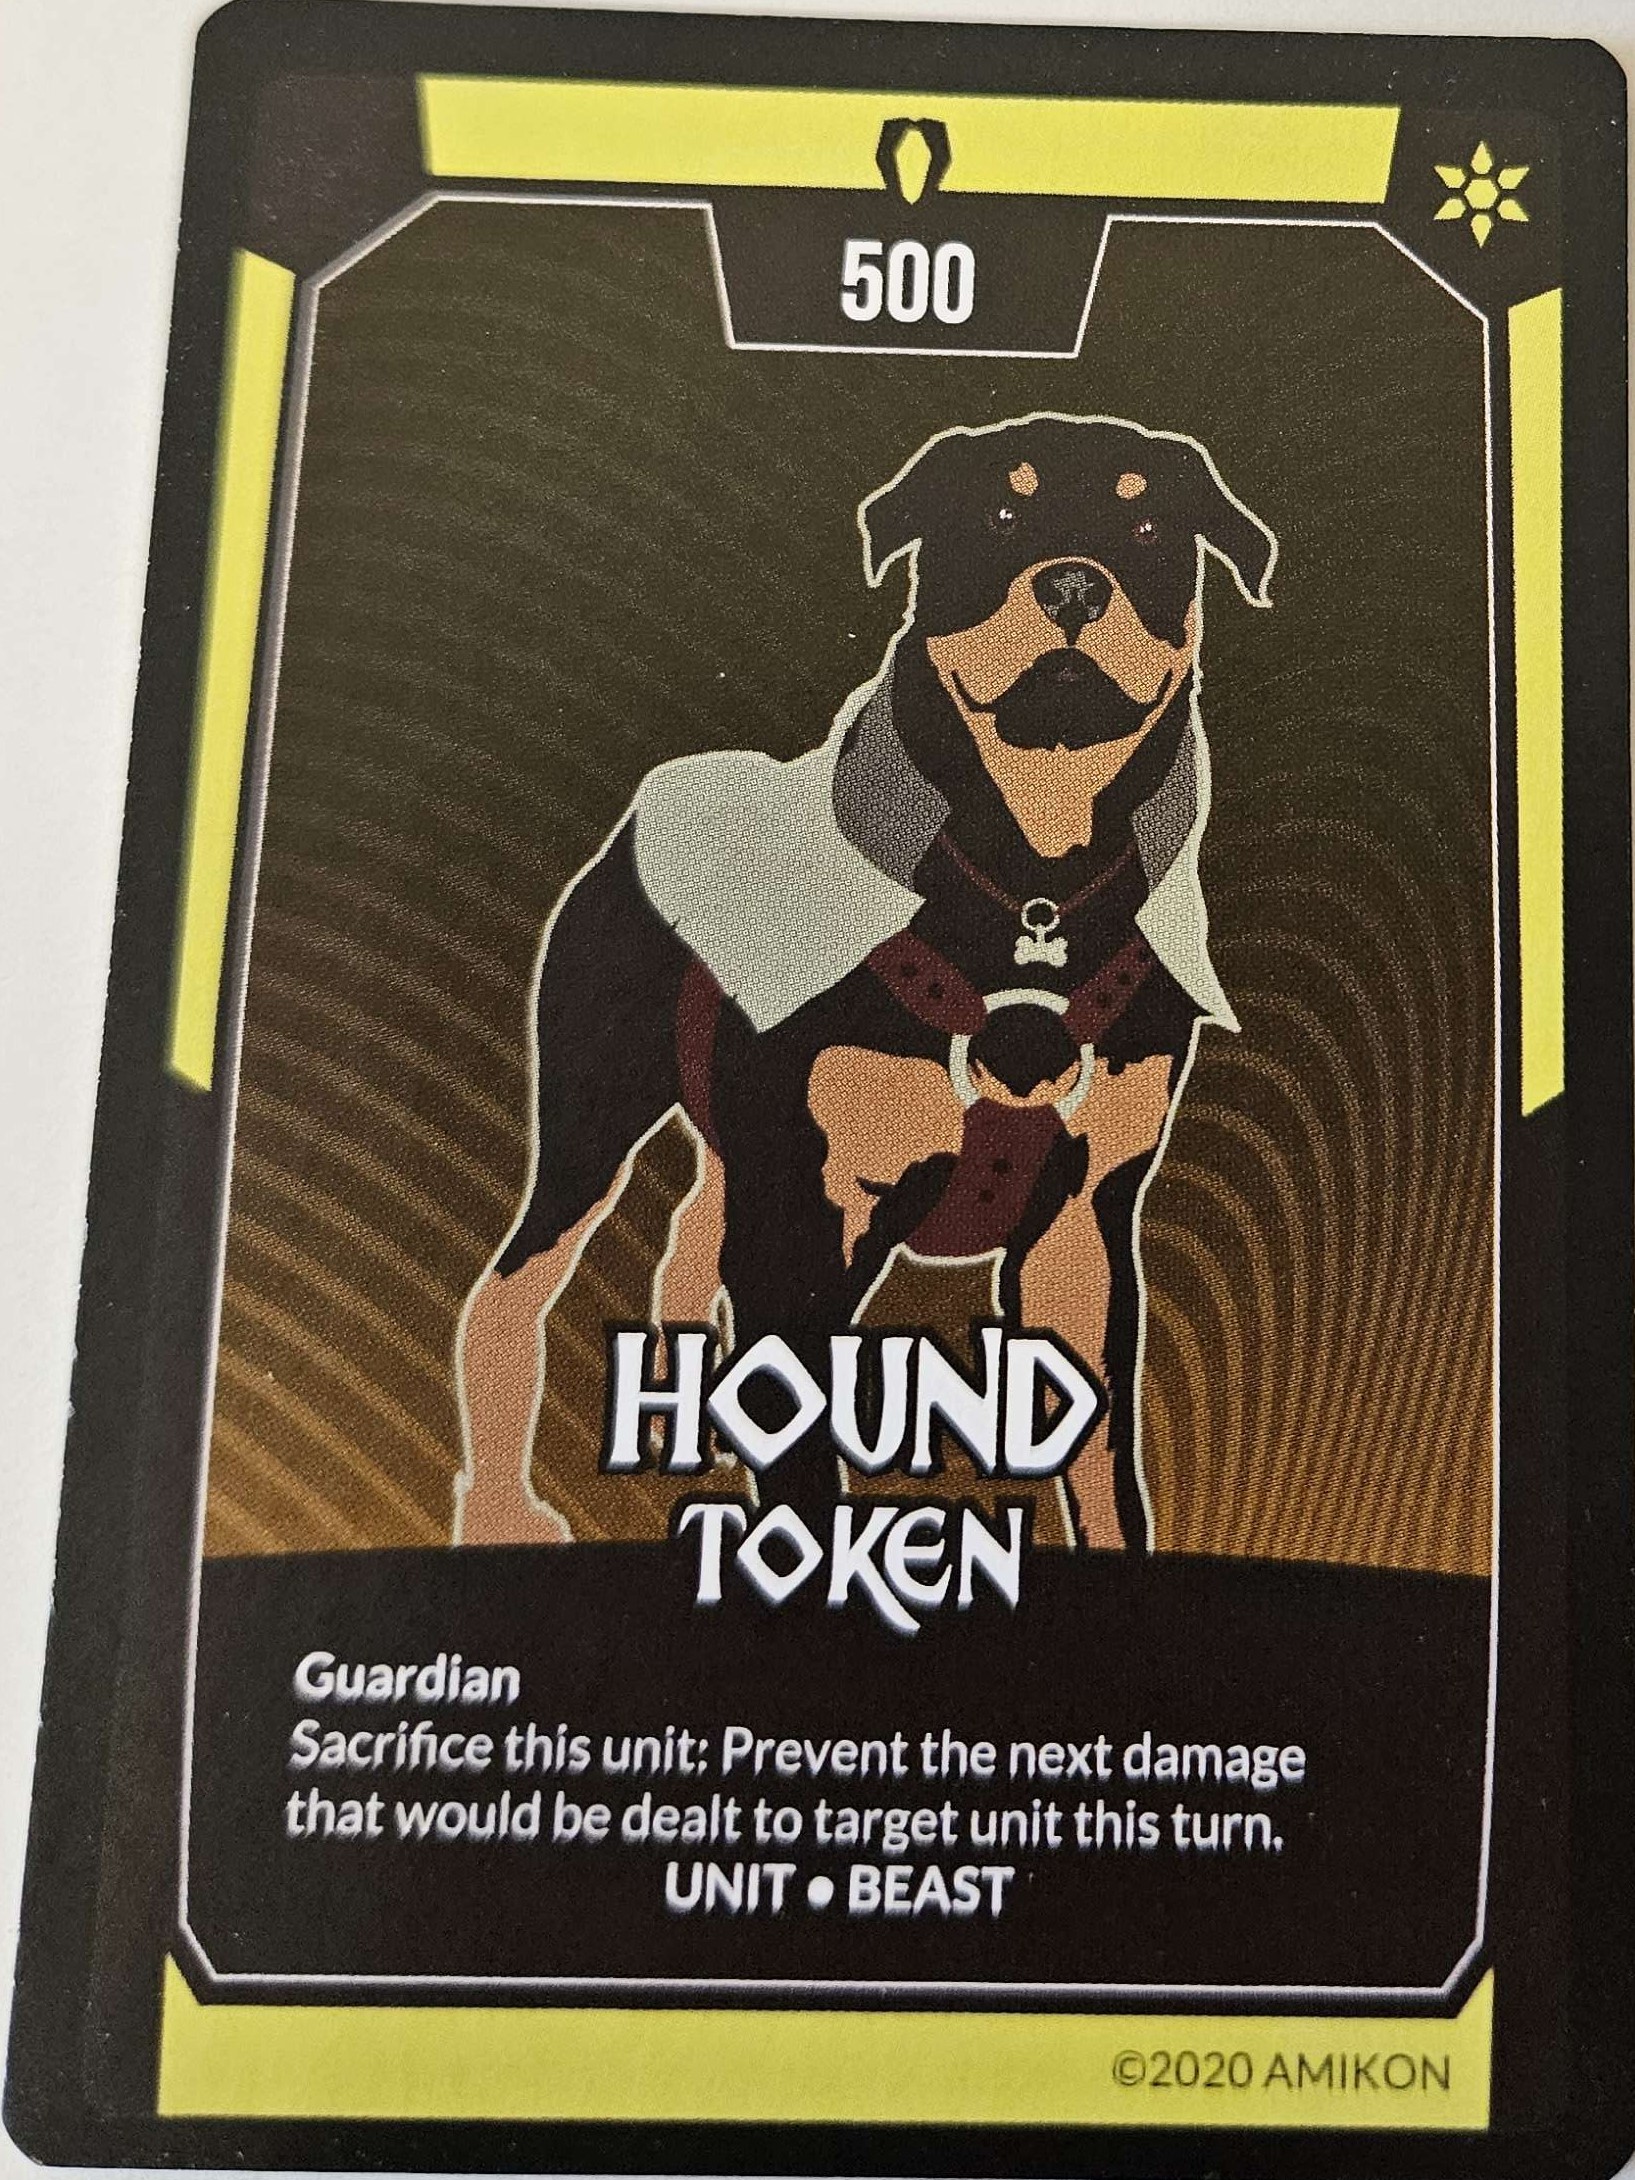 500
HOUND
TOKEN
Guardian
Sacrifice this unit: Prevent the next damage
that would be dealt to target unit this turn.
UNIT • BEAST
©2020 AMIKON